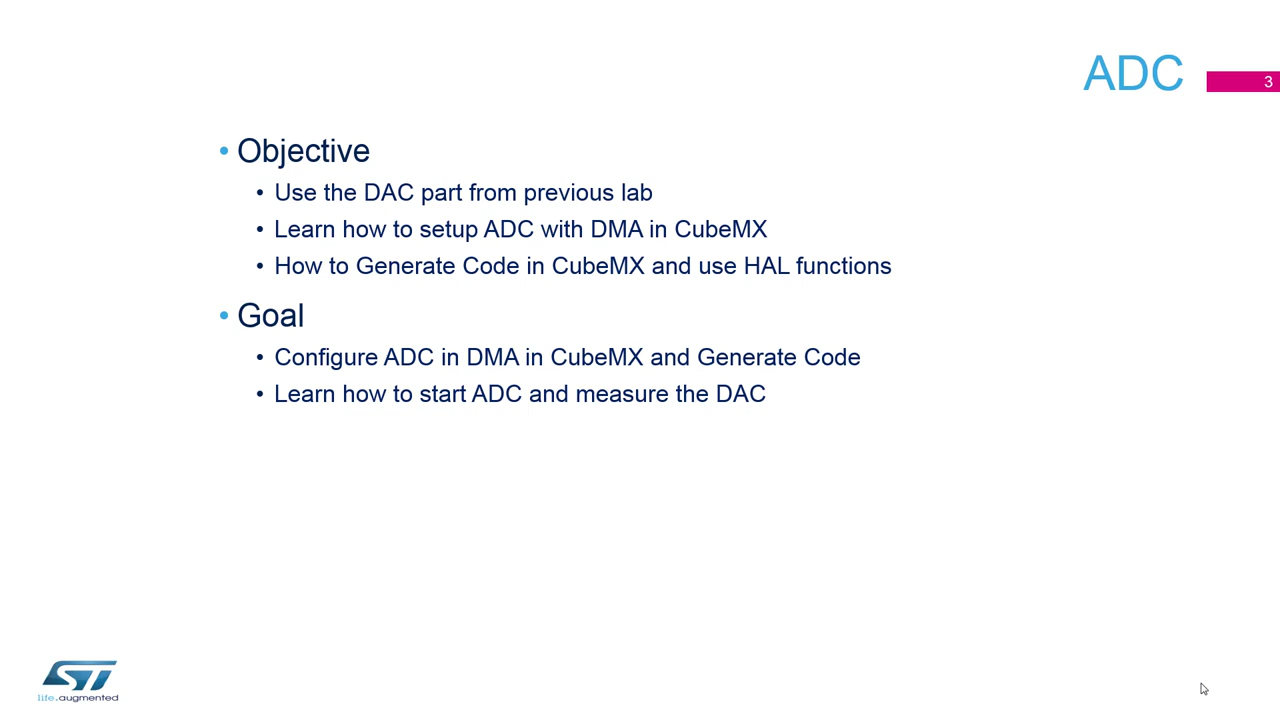 ADC
3
• Objective
• Use the DAC part from previous lab
• Learn how to setup ADC with DMA in CubeMX
• How to Generate Code in CubeMX and use HAL functions
• Goal
• Configure ADC in DMA in CubeMX and Generate Code
• Learn how to start ADC and measure the DAC
ST
life.augmented